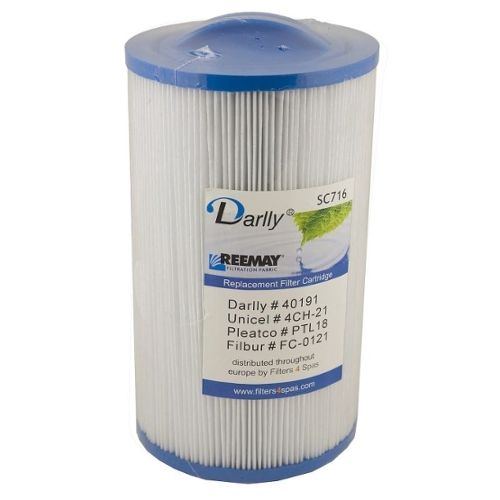 SC716
Darlly®
REEMAY
FILTRATION FABRIC
Replacement Filter Cartridge
Darlly # 40191
Unicel # 4CH-21
Pleatco # PTL18
Filbur # FC-0121
distributed throughout
europe by Filters 4 Spas
www.filters4spas.com